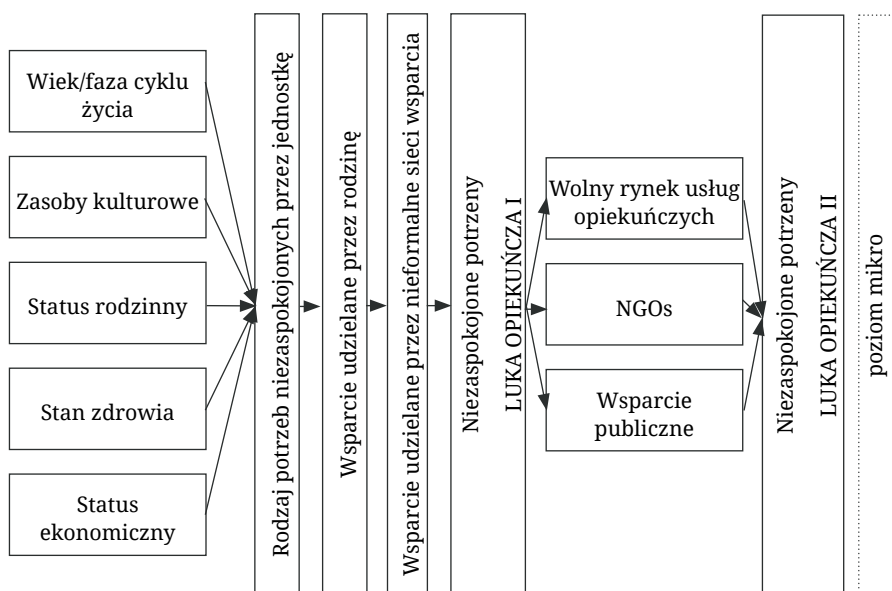 Wiek/faza cyklu
życia
Zasoby kulturowe
Status rodzinny
Stan zdrowia
Status
ekonomiczny
Rodzaj potrzeb niezaspokojonych przez jednostkę
Wsparcie udzielane przez rodzinę
Wsparcie udzielane przez nieformalne sieci wsparcia
Niezaspokojone potrzeny
LUKA OPIEKUŃCZA I
Wolny rynek usług
opiekuńczych
NGOs
Wsparcie
publiczne
Niezaspokojone potrzeny
LUKA OPIEKUŃCZA II
poziom mikro